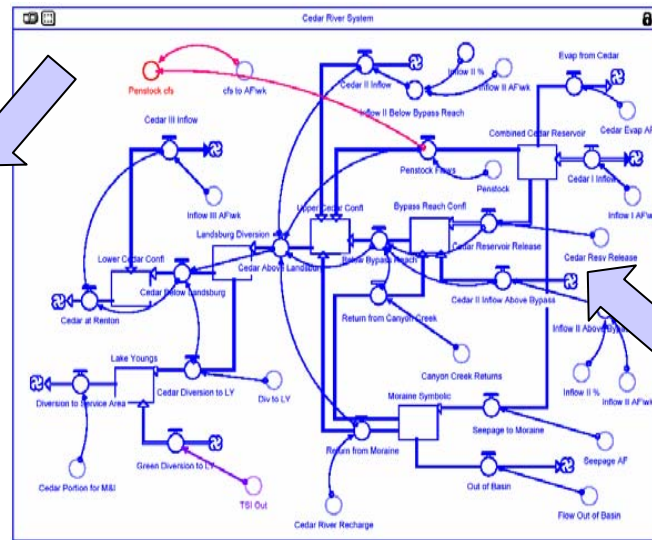 Cedar River System
Penstock cfs
cfs to AF\wk
Cedar II Inflow
Inflow II %
Inflow II AF\wk
Evap from Cedar
Inflow II Below Bypass Reach
Combined Cedar Reservoir
Cedar Evap AF
Cedar III Inflow
Inflow III AF\wk
Penstock Flows
Penstock
Cedar I Inflow
Inflow I AF\wk
Upper Cedar Confl
Bypass Reach Confl
Landsburg Diversion
Cedar Above Landsburg
Below Bypass Reach
Cedar Reservoir Release
Cedar Resv Release
Lower Cedar Confl
Cedar Below Landsburg
Cedar at Renton
Return from Canyon Creek
Cedar II Inflow Above Bypass
Inflow II Above Bypass
Canyon Creek Returns
Inflow II %
Inflow II AF\wk
Lake Youngs
Diversion to Service Area
Cedar Diversion to LY
Div to LY
Moraine Symbolic
Seepage to Moraine
Seepage AF
Return from Moraine
Green Diversion to LY
Cedar Portion for M&I
TSI Out
Cedar River Recharge
Out of Basin
Flow Out of Basin